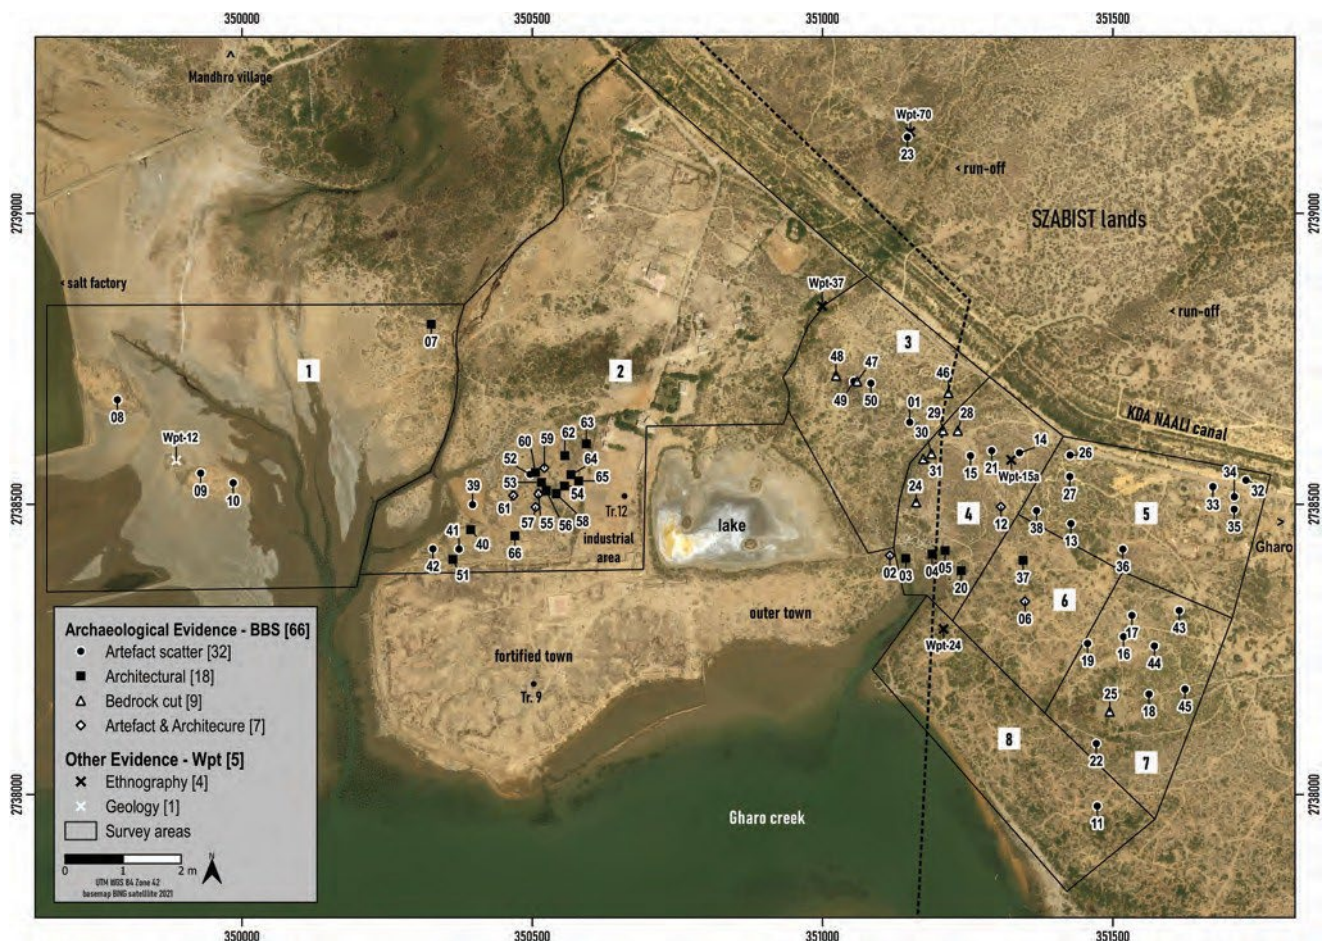 350000
350500
351000
351500
2739000
2738500
2738000
2739000
2738500
2738000
^
Mandhro village
Wpt-70
23
< run-off
SZABIST lands
< salt factory
Wpt-37
< run-off
07
1
2
3
48
47
49
50
46
01
30
29
28
KDA NAALI canal
08
Wpt-12
09
10
63
62
59
60
52
64
53
65
54
39
61
57
55
56
58
Tr.12
41
40
66
industrial
area
42
51
lake
31
24
15
21
14
Wpt-15a
26
27
34
32
33
35
5
4
12
38
13
>
Gharo
02
03
04
05
20
37
36
6
06
outer town
Wpt-24
fortified town
Tr. 9
17
43
16
19
44
25
18
45
8
22
7
11
Gharo creek
Archaeological Evidence - BBS [66]
Artefact scatter [32]
Architectural [18]
Bedrock cut [9]
Artefact & Architecure [7]
Other Evidence - Wpt [5]
Ethnography [4]
Geology [1]
Survey areas
0 1 2 m
N
UTM WGS 84 Zone 42
basemap BING satelllite 2021
350000
350500
351000
351500